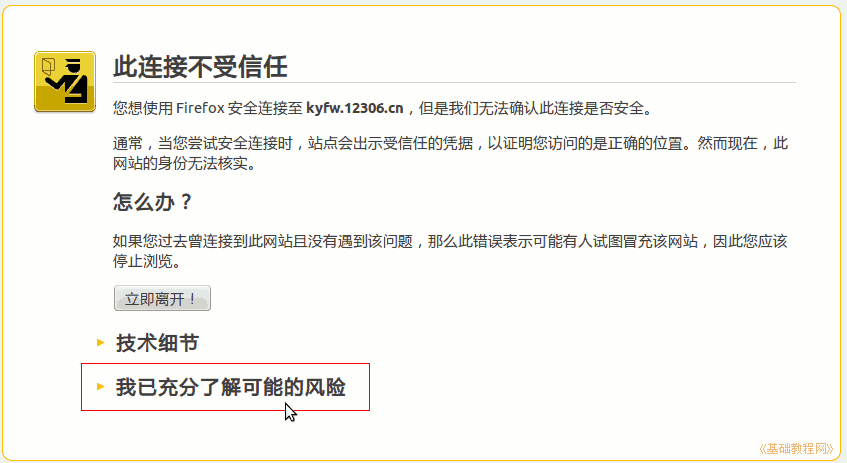 此连接不受信任
您想使用 Firefox 安全连接至 kyfw.12306.cn，但是我们无法确认此连接是否安全。
通常，当您尝试安全连接时，站点会出示受信任的凭据，以证明您访问的是正确的位置。然而现在，此
网站的身份无法核实。
怎么办？
如果您过去曾连接到此网站且没有遇到该问题，那么此错误表示可能有人试图冒充该网站，因此您应该
停止浏览。
立即离开！
技术细节
我已充分了解可能的风险
《基础教程网》